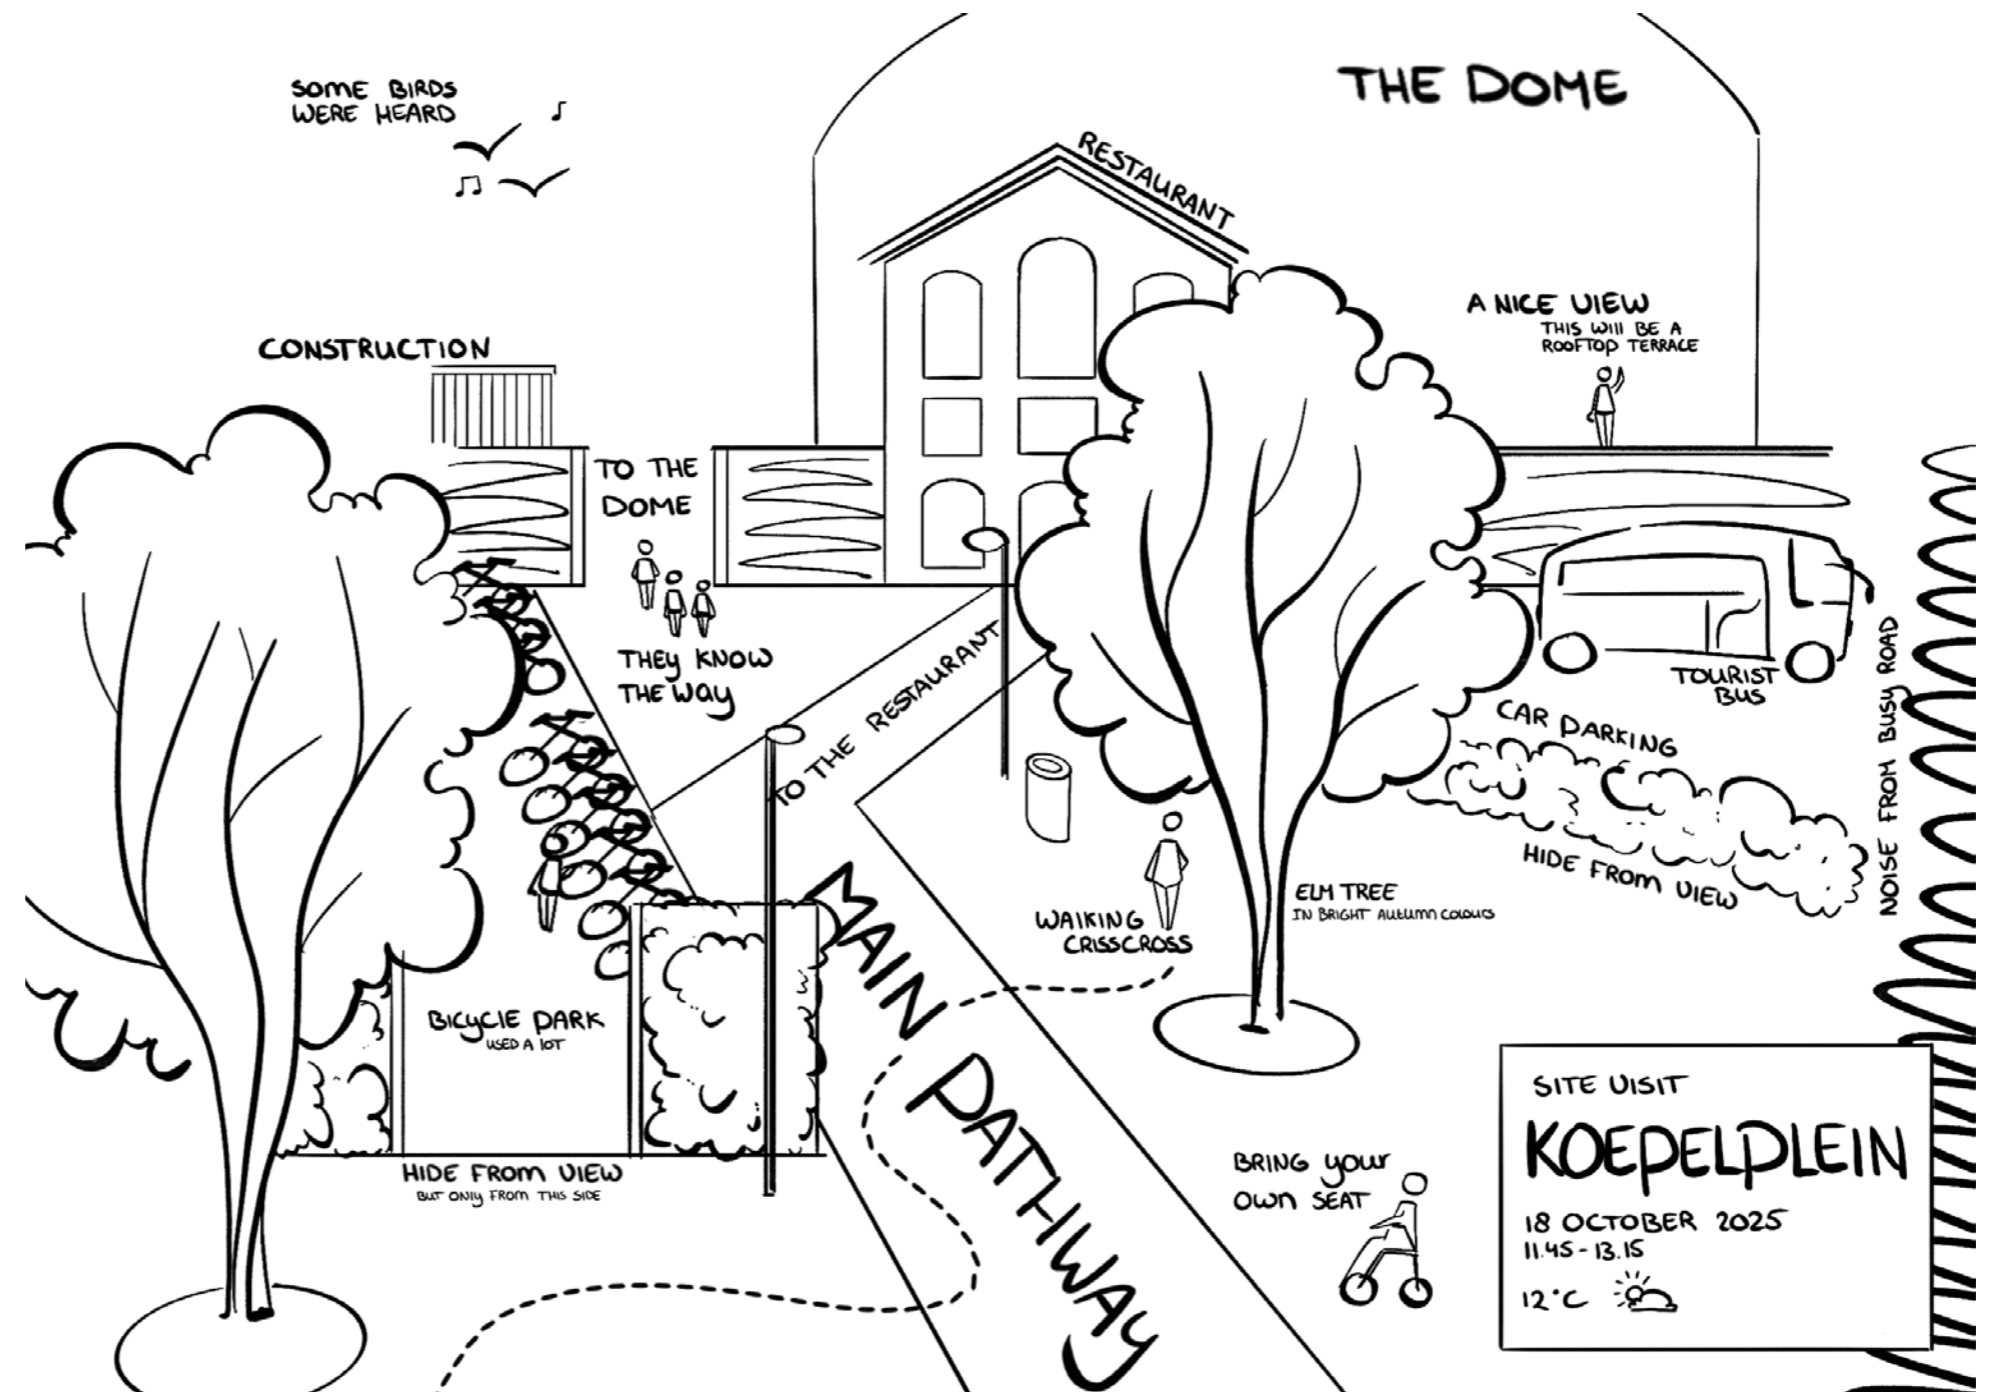 SOME BIRDS
WERE HEARD
THE DOME
RESTAURANT
A NICE VIEW
THIS WILL BE A
ROOFTOP TERRACE
CONSTRUCTION
TO THE
DOME
THEY KNOW
THE WAY
TO THE RESTAURANT
TOURIST
BUS
CAR PARKING
HIDE FROM VIEW
NOISE FROM BUSY ROAD
ELM TREE
IN BRIGHT AUTUMN COLOURS
WALKING
CRISSCROSS
MAIN PATHWAY
BICYCLE PARK
USED A LOT
HIDE FROM VIEW
BUT ONLY FROM THIS SIDE
BRING YOUR
OWN SEAT
SITE VISIT
KOEPELPLEIN
18 OCTOBER 2025
11.45 - 13.15
12°C